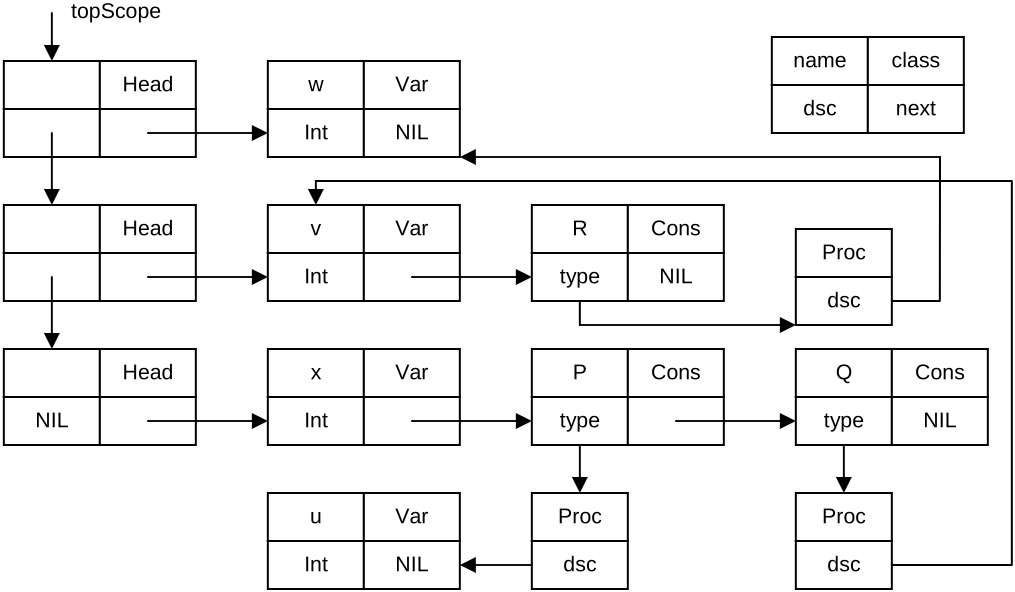 topScope
name class
dsc next
Head
w Var
Int NIL
Head
v Var
Int
R Cons
type NIL
Proc
dsc
Head
NIL
x Var
Int
P Cons
type
Q Cons
type NIL
u Var
Int NIL
Proc
dsc
Proc
dsc